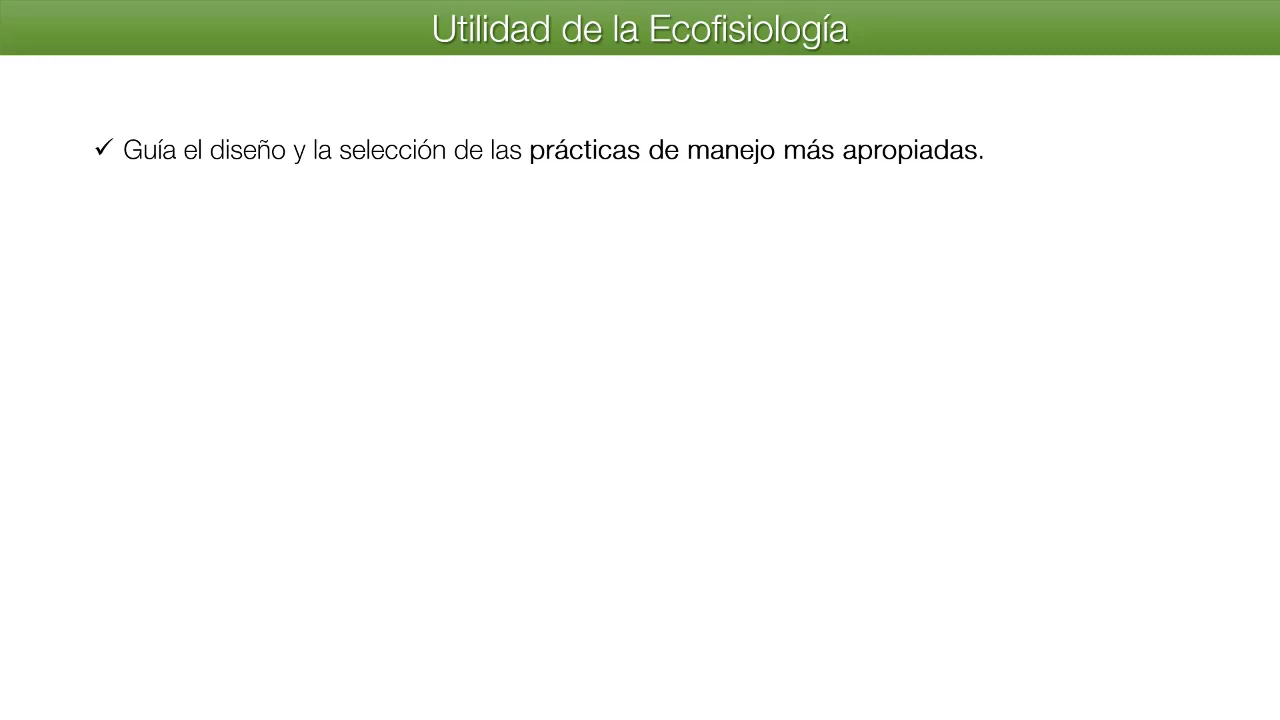 Utilidad de la Ecofisiología
✓ Guía el diseño y la selección de las prácticas de manejo más apropiadas.